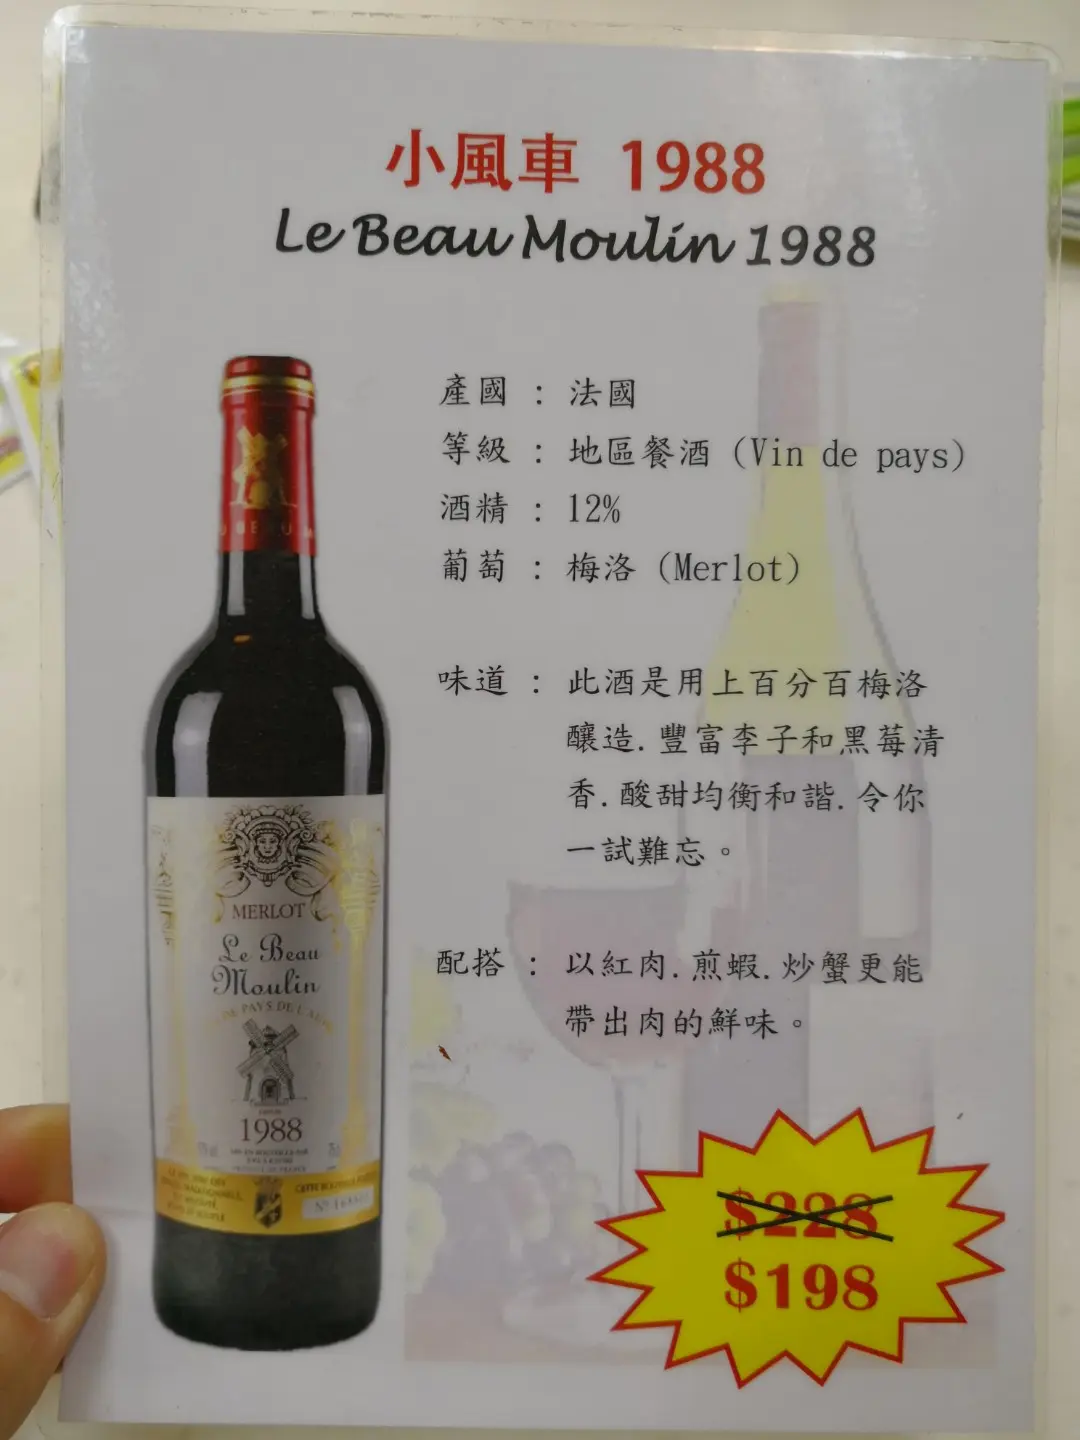 小風車 1988
Le Beau Moulin 1988
產國 : 法國
等級 : 地區餐酒 (Vin de pays)
酒精 : 12%
葡萄 : 梅洛 (Merlot)
味道 : 此酒是用上百分百梅洛
釀造.豐富李子和黑莓清
香.酸甜均衡和諧.令你
一試難忘。
配搭 : 以紅肉.煎蝦.炒蟹更能
帶出肉的鮮味。
$228
$198
MERLOT
Le Beau
Moulin
DE PAYS DE L'AUDE
1988